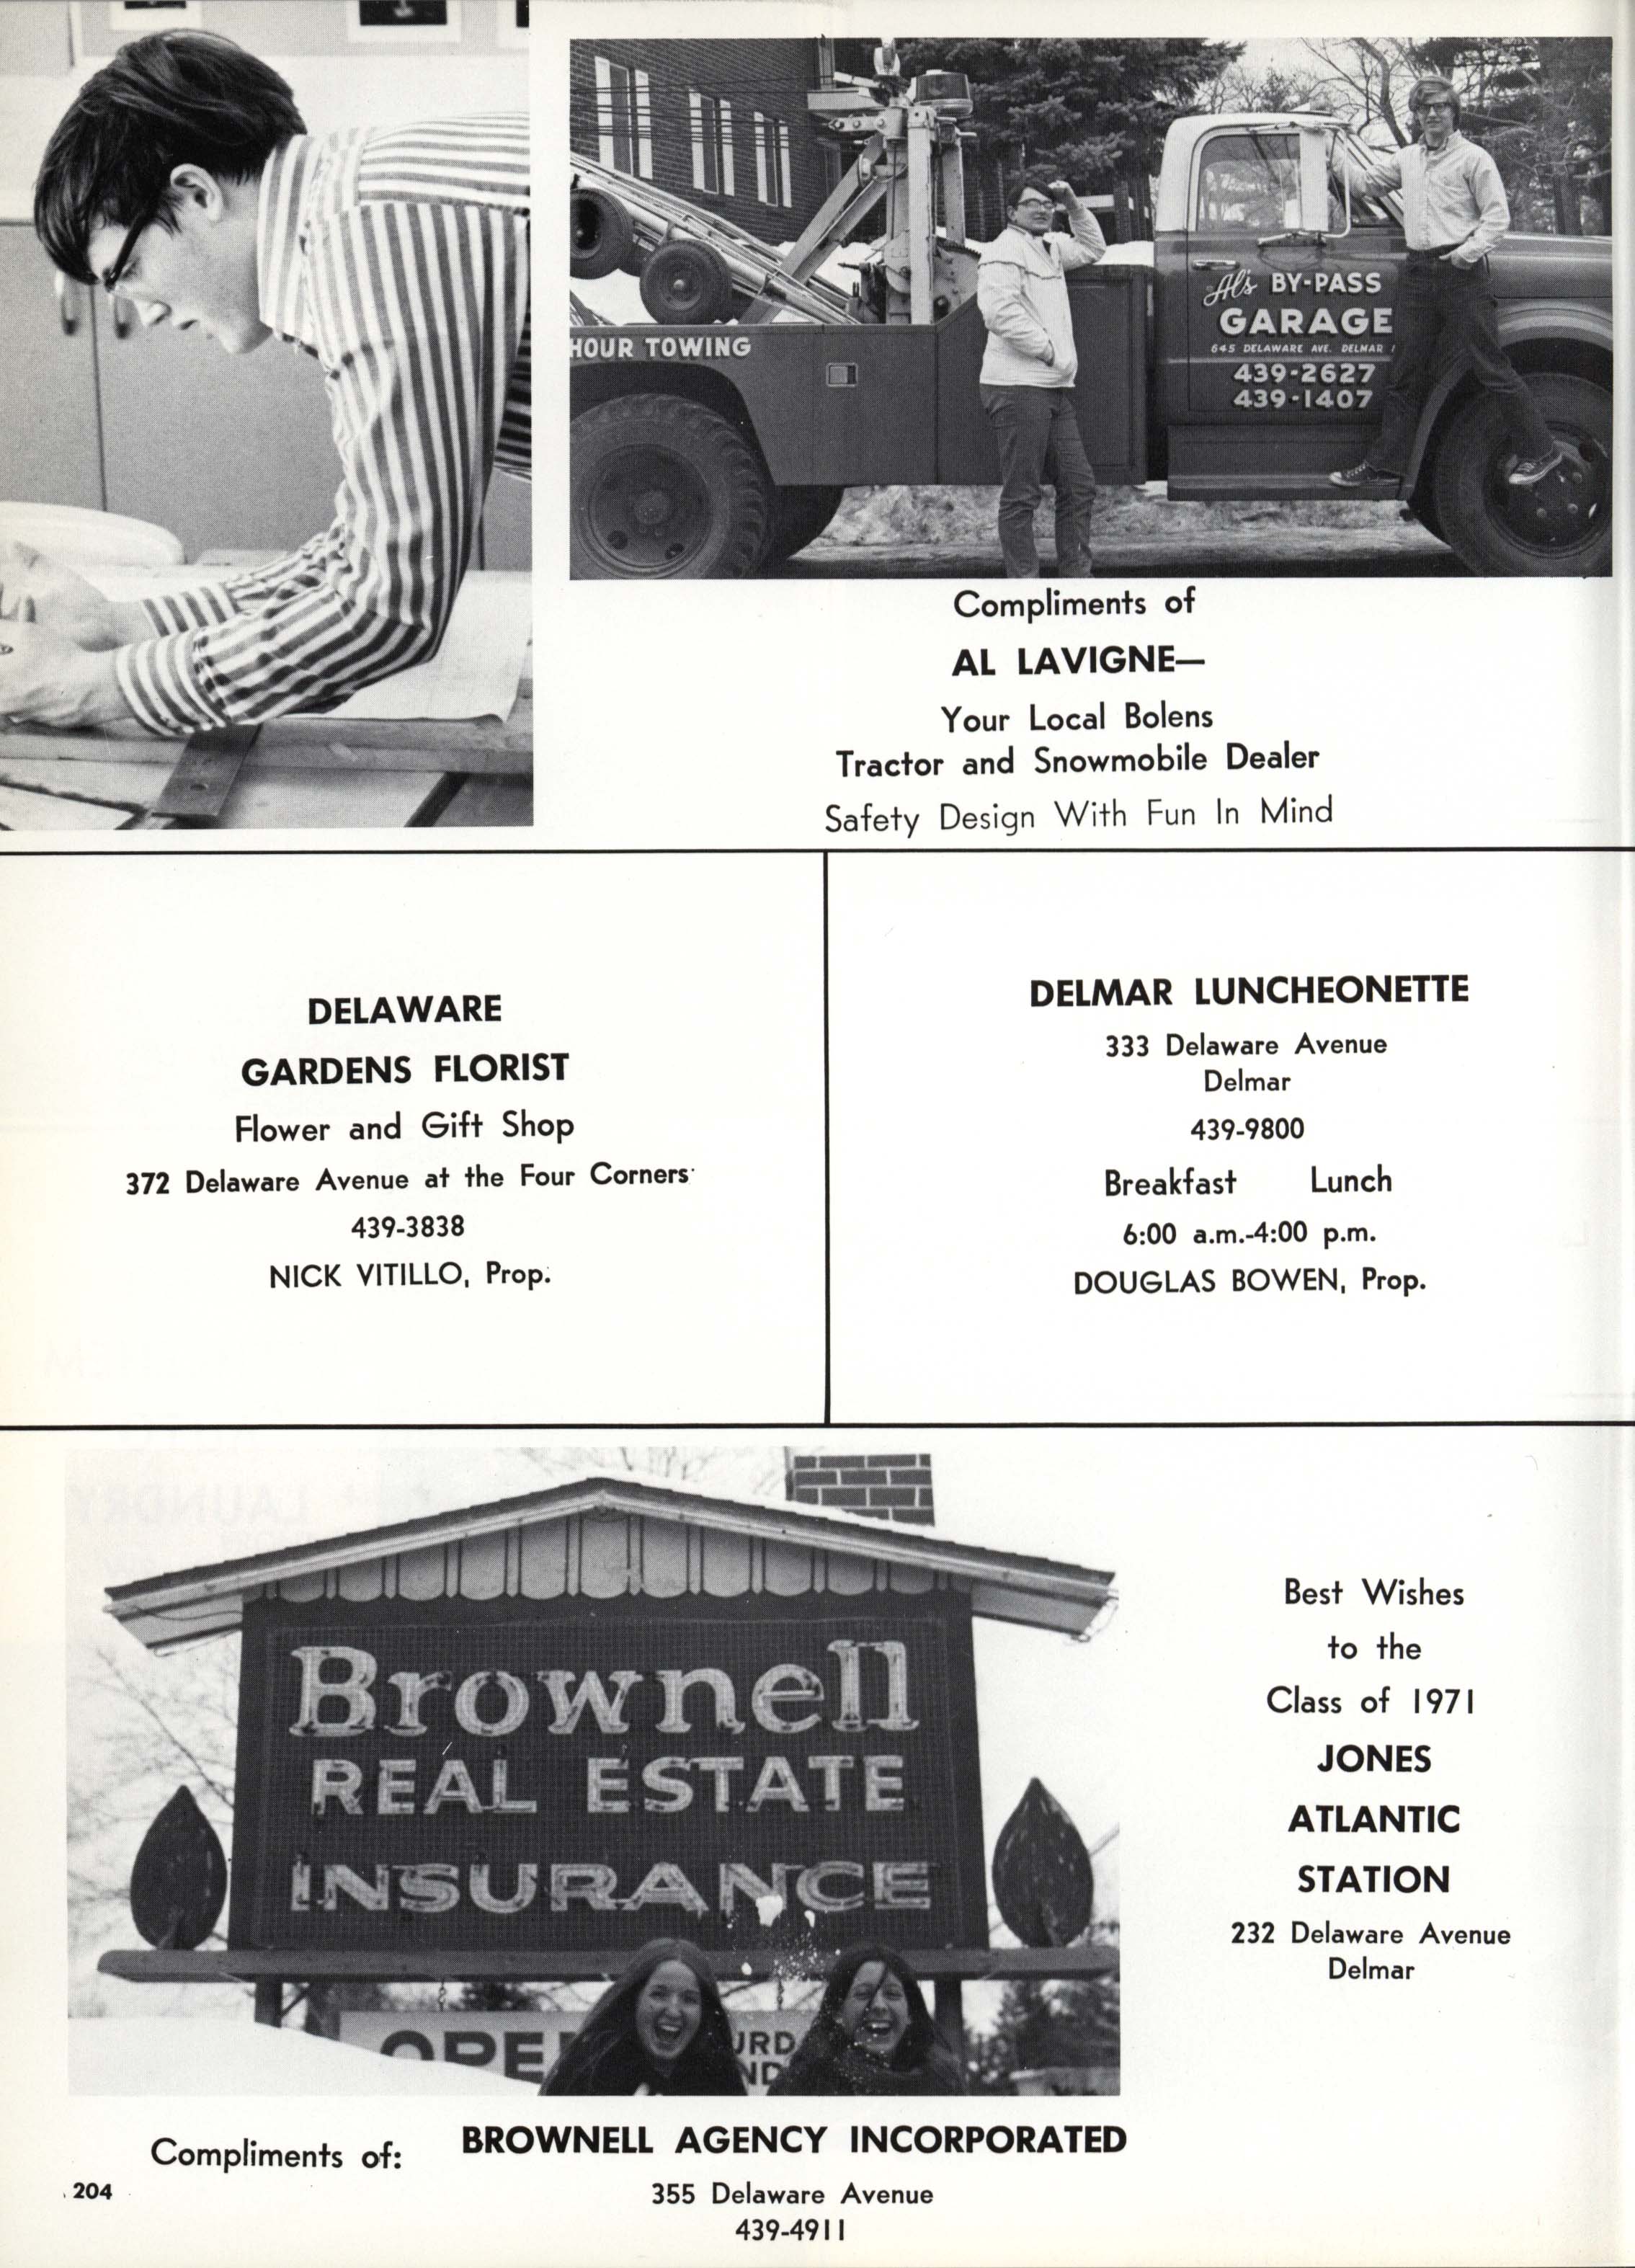 HOUR TOWING
Al's BY-PASS
GARAGE
645 DELAWARE AVE. DELMAR
439-2627
439-1407
Compliments of
AL LAVIGNE—
Your Local Bolens
Tractor and Snowmobile Dealer
Safety Design With Fun In Mind
DELAWARE
GARDENS FLORIST
Flower and Gift Shop
372 Delaware Avenue at the Four Corners
439-3838
NICK VITILLO, Prop.
DELMAR LUNCHEONETTE
333 Delaware Avenue
Delmar
439-9800
Breakfast Lunch
6:00 a.m.-4:00 p.m.
DOUGLAS BOWEN, Prop.
Brownell
REAL ESTATE
INSURANCE
OPE
URD
ND
Best Wishes
to the
Class of 1971
JONES
ATLANTIC
STATION
232 Delaware Avenue
Delmar
Compliments of: BROWNELL AGENCY INCORPORATED
355 Delaware Avenue
439-4911
204